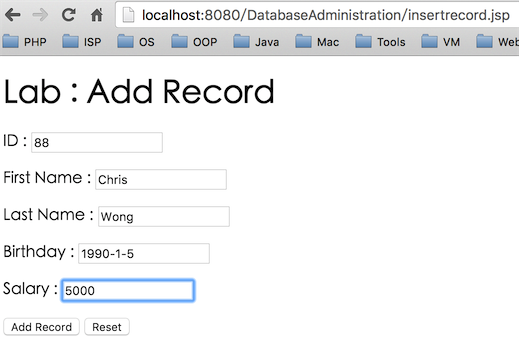 localhost:8080/DatabaseAdministration/insertrecord.jsp
PHP ISP OS OOP Java Mac Tools VM Web
Lab : Add Record
ID : 88
First Name : Chris
Last Name : Wong
Birthday : 1990-1-5
Salary : 5000
Add Record Reset